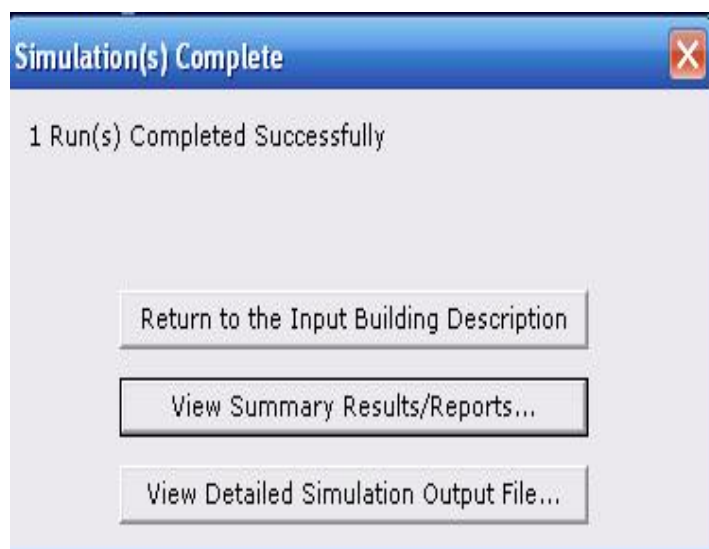 Simulation(s) Complete
1 Run(s) Completed Successfully
Return to the Input Building Description
View Summary Results/Reports...
View Detailed Simulation Output File...